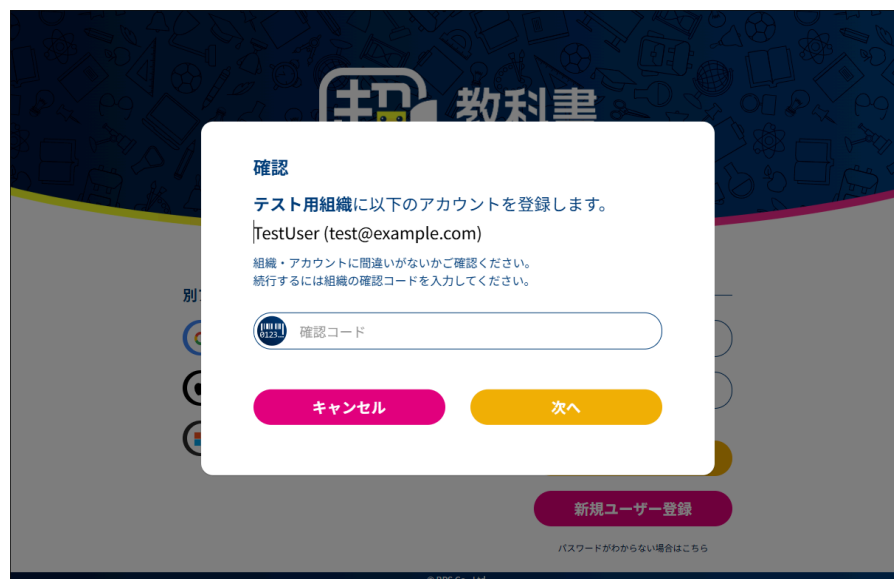 超 教科書
確認
テスト用組織に以下のアカウントを登録します。
TestUser (test@example.com)
組織・アカウントに間違いがないかご確認ください。
続行するには組織の確認コードを入力してください。
別
0123...
確認コード
キャンセル
次へ
新規ユーザー登録
パスワードがわからない場合はこちら